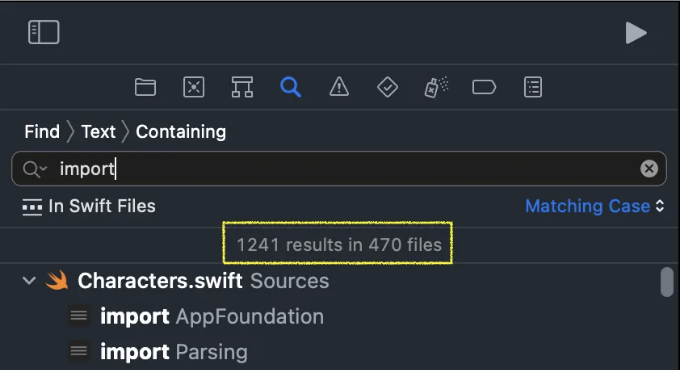 Find 〉 Text 〉 Containing
import
In Swift Files Matching Case
1241 results in 470 files
Characters.swift Sources
import AppFoundation
import Parsing